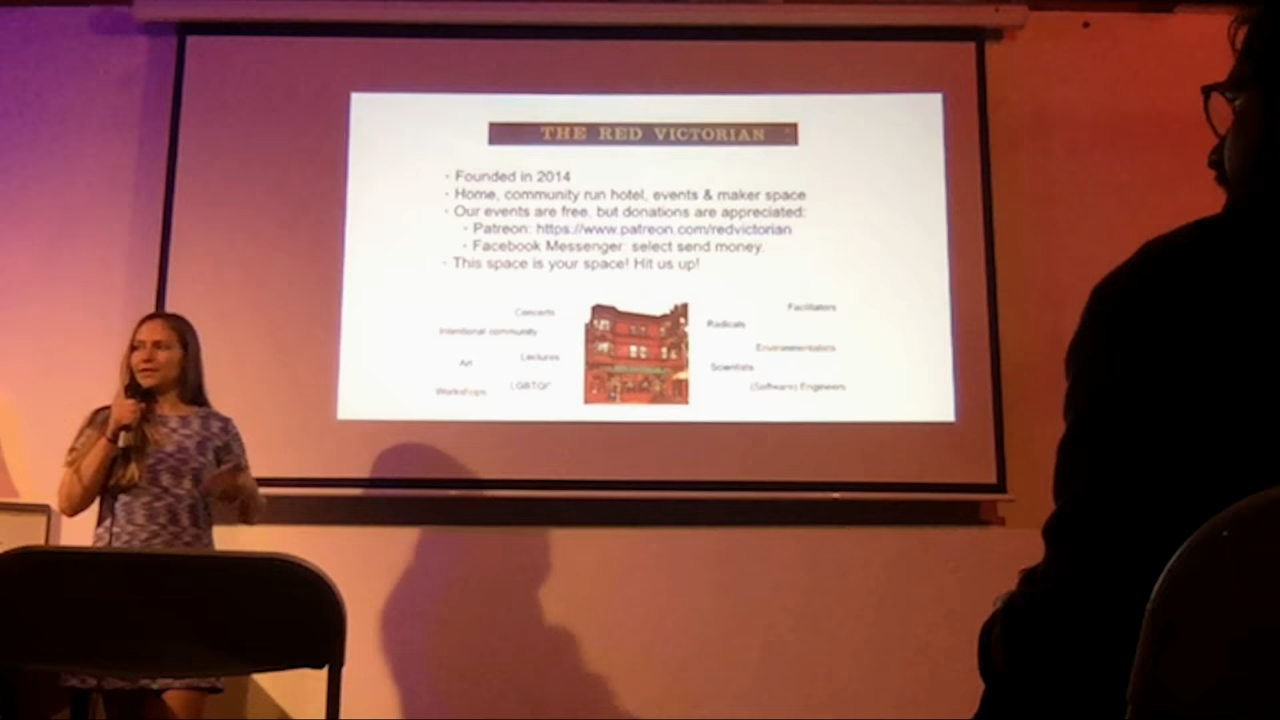 THE RED VICTORIAN
· Founded in 2014
· Home, community run hotel, events & maker space
· Our events are free, but donations are appreciated:
· Patreon: https://www.patreon.com/redvictorian
· Facebook Messenger: select send money.
· This space is your space! Hit us up!
Concerts
Intentional community
Art
Lectures
Workshops
LGBTQI
Facilitators
Radicals
Environmentalists
Scientists
(Software) Engineers